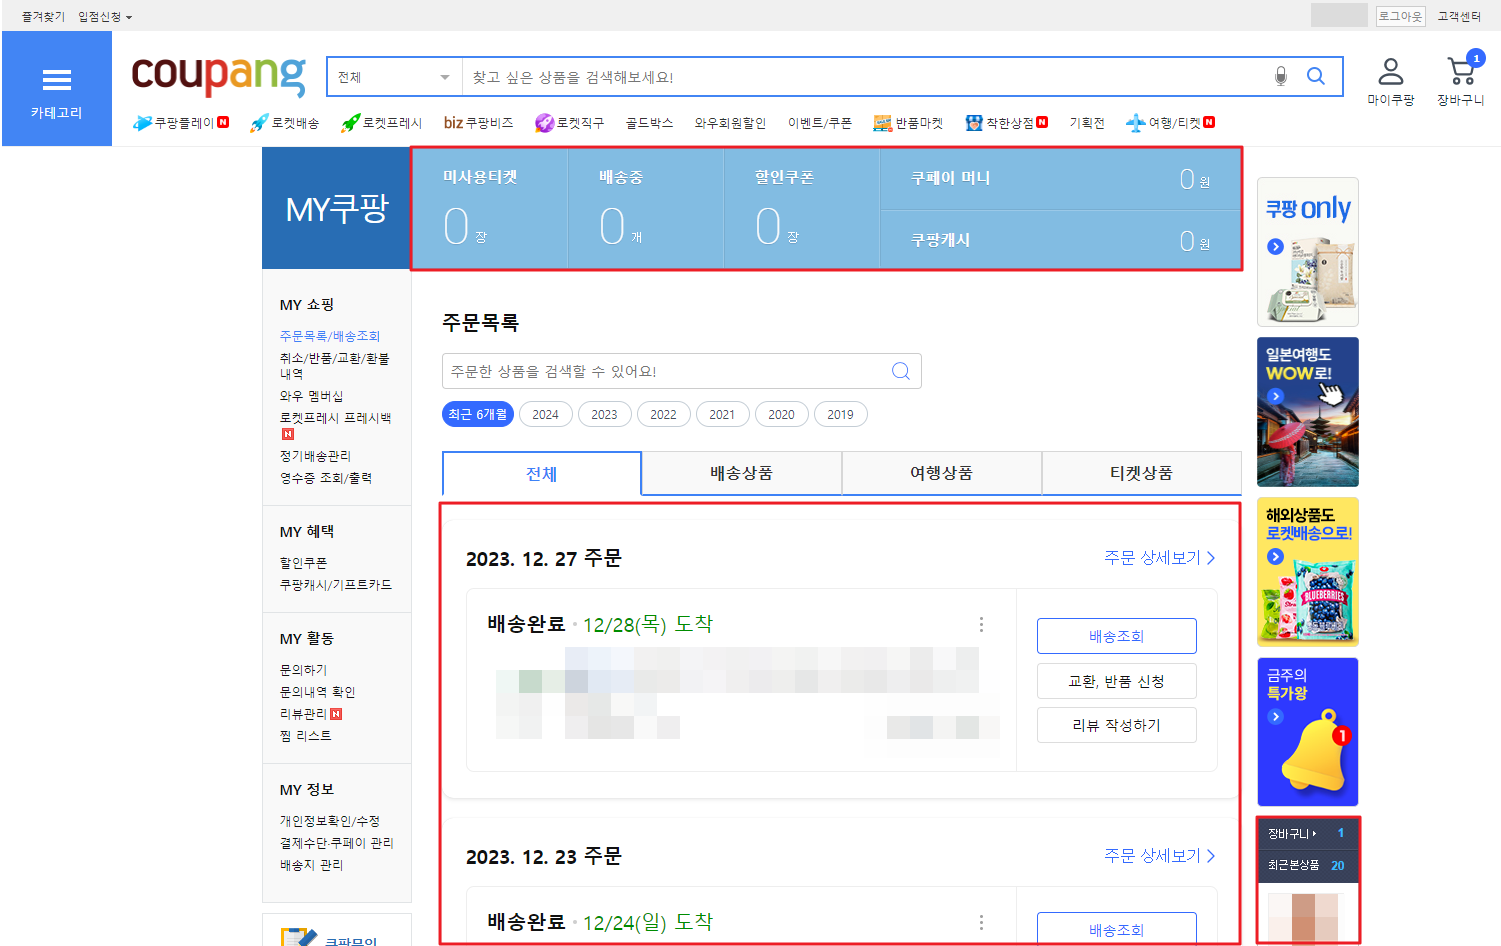 즐겨찾기 입점신청
로그아웃 고객센터
카테고리
coupang
전체
찾고 싶은 상품을 검색해보세요!
마이쿠팡
1
장바구니
쿠팡플레이 N
로켓배송
로켓프레시
biz 쿠팡비즈
로켓직구
골드박스
와우회원할인
이벤트/쿠폰
반품마켓
착한상점 N
기획전
여행/티켓 N
MY쿠팡
미사용티켓
0 장
배송중
0 개
할인쿠폰
0 장
쿠페이 머니 0 원
쿠팡캐시 0 원
MY 쇼핑
주문목록/배송조회
취소/반품/교환/환불
내역
와우 멤버십
로켓프레시 프레시백
N
정기배송관리
영수증 조회/출력
MY 혜택
할인쿠폰
쿠팡캐시/기프트카드
MY 활동
문의하기
문의내역 확인
리뷰관리 N
찜 리스트
MY 정보
개인정보확인/수정
결제수단·쿠페이 관리
배송지 관리
쿠팡문의
주문목록
주문한 상품을 검색할 수 있어요!
최근 6개월 2024 2023 2022 2021 2020 2019
전체 배송상품 여행상품 티켓상품
2023. 12. 27 주문 주문 상세보기
배송완료 · 12/28(목) 도착
배송조회
교환, 반품 신청
리뷰 작성하기
2023. 12. 23 주문 주문 상세보기
배송완료 · 12/24(일) 도착
배송조회
쿠팡 only
일본여행도
WOW로!
해외상품도
로켓배송으로!
BLUEBERRIES
금주의
특가왕
1
장바구니 1
최근본상품 20